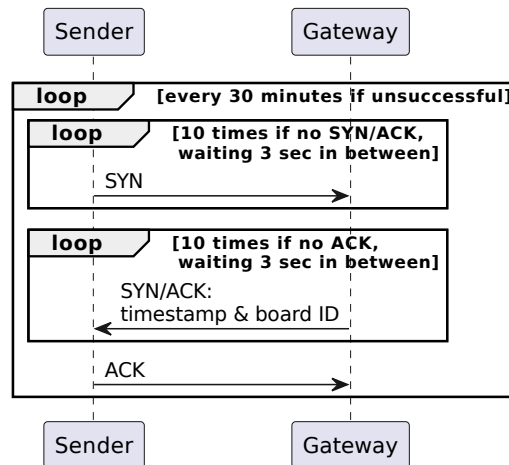 Sender Gateway
loop [every 30 minutes if unsuccessful]
loop [10 times if no SYN/ACK,
waiting 3 sec in between]
SYN
loop [10 times if no ACK,
waiting 3 sec in between]
SYN/ACK:
timestamp & board ID
ACK
Sender Gateway